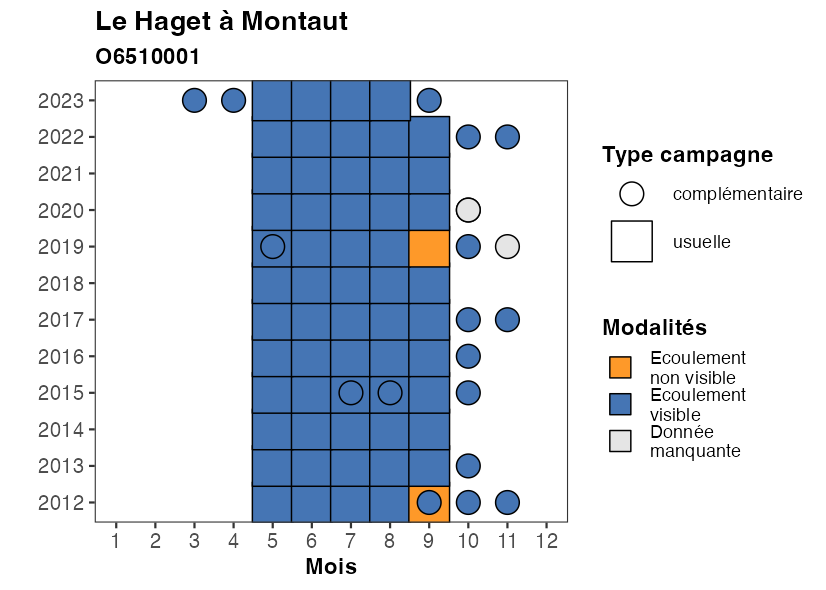 Le Haget à Montaut
O6510001
2023
2022
2021
2020
2019
2018
2017
2016
2015
2014
2013
2012
1 2 3 4 5 6 7 8 9 10 11 12
Mois
Type campagne
complémentaire
usuelle
Modalités
Ecoulement
non visible
Ecoulement
visible
Donnée
manquante